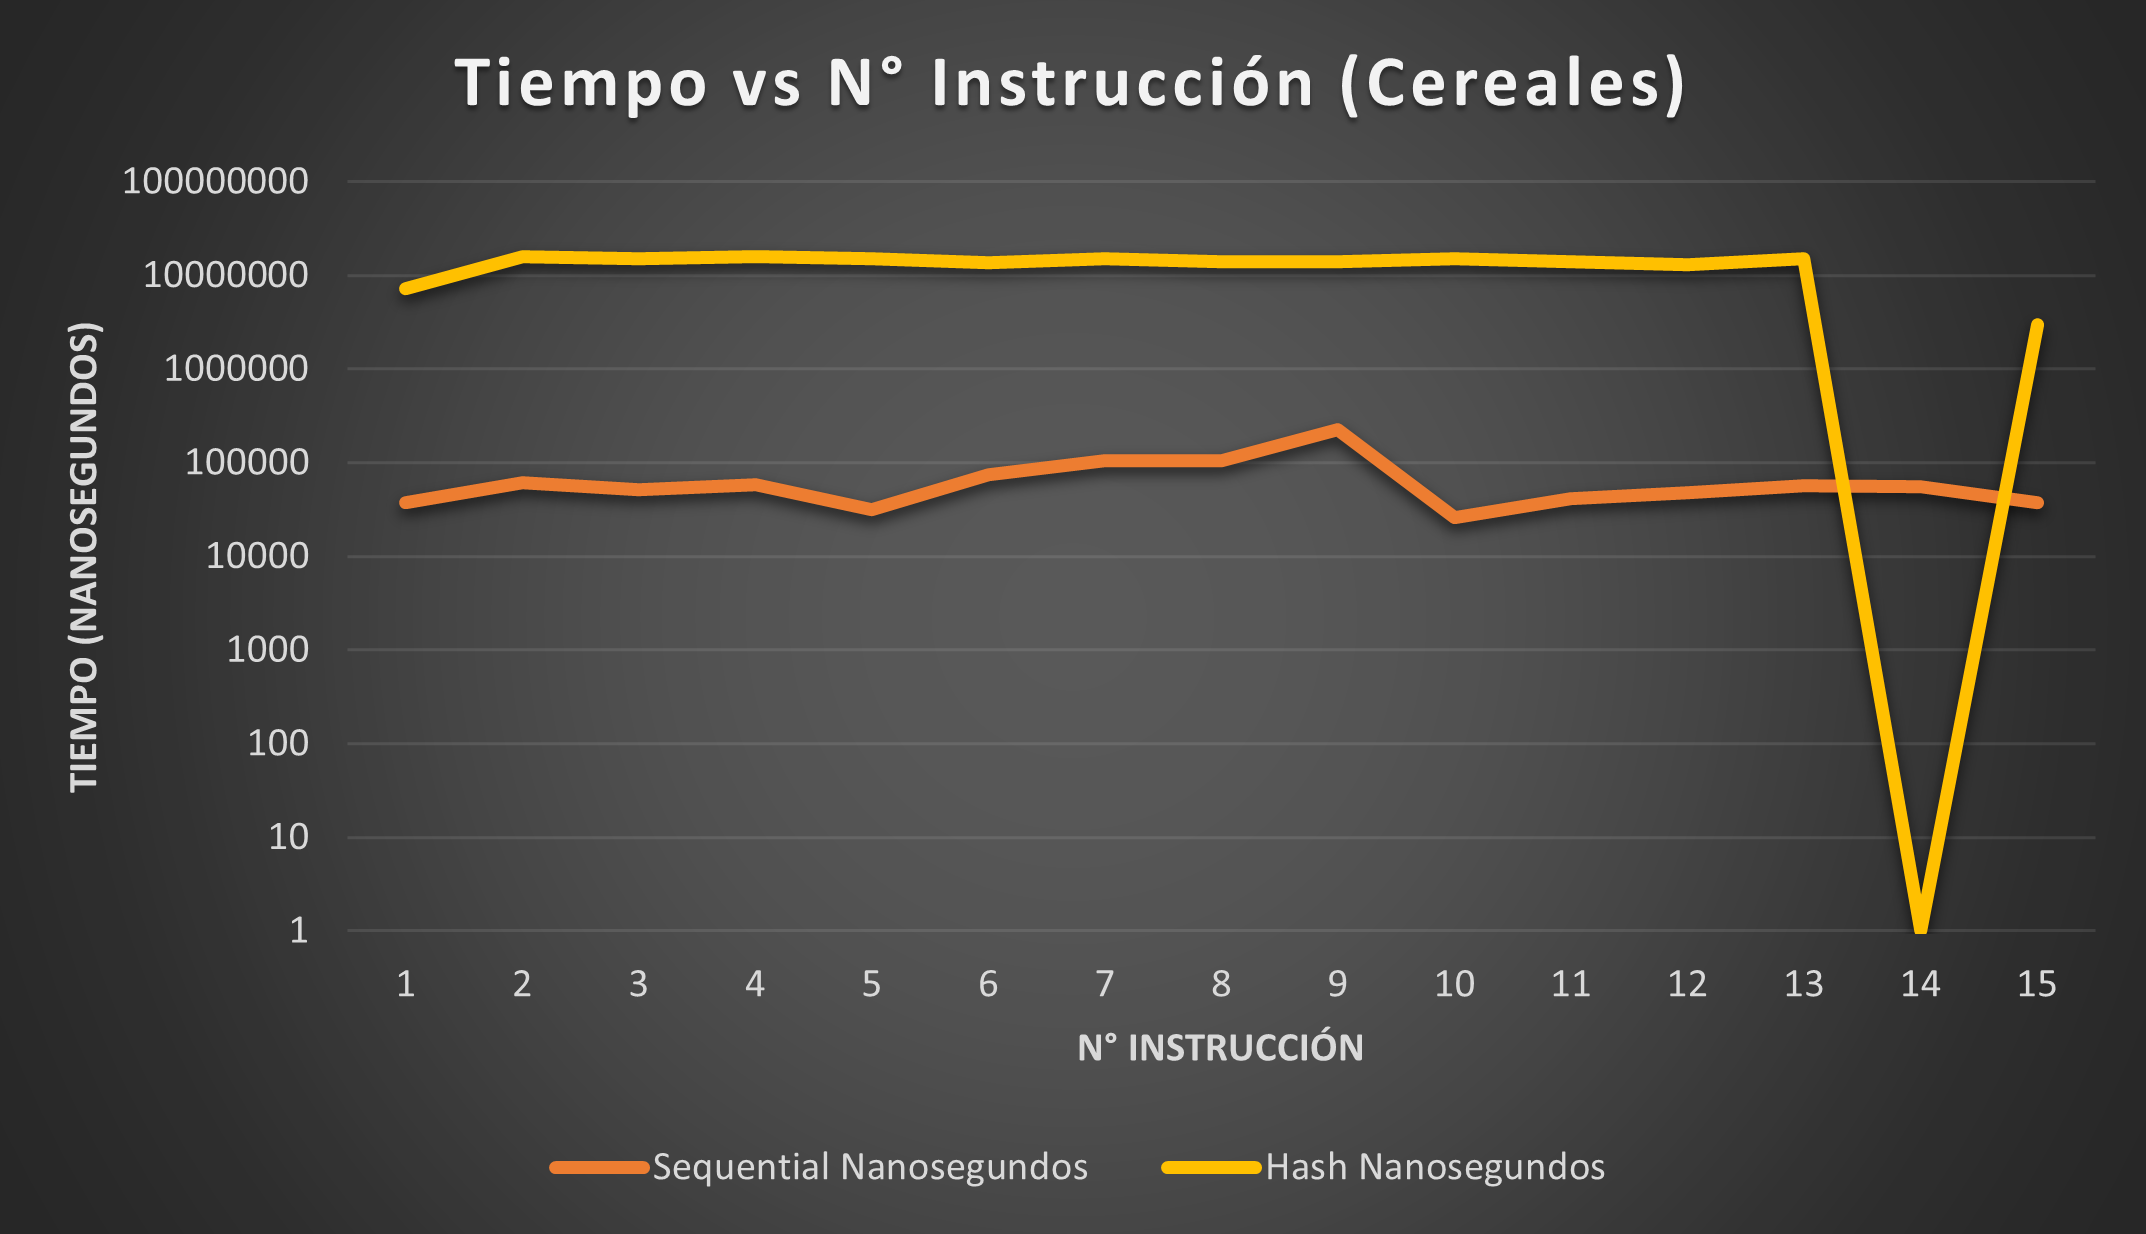 Tiempo vs N° Instrucción (Cereales)
TIEMPO (NANOSEGUNDOS)
100000000
10000000
1000000
100000
10000
1000
100
10
1
1 2 3 4 5 6 7 8 9 10 11 12 13 14 15
N° INSTRUCCIÓN
Sequential Nanosegundos Hash Nanosegundos